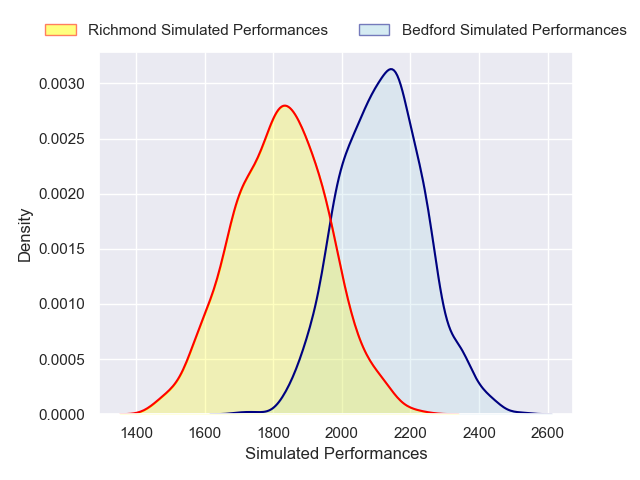 Richmond Simulated Performances Bedford Simulated Performances
0.0030
0.0025
0.0020
0.0015
0.0010
0.0005
0.0000
Density
1400 1600 1800 2000 2200 2400 2600
Simulated Performances